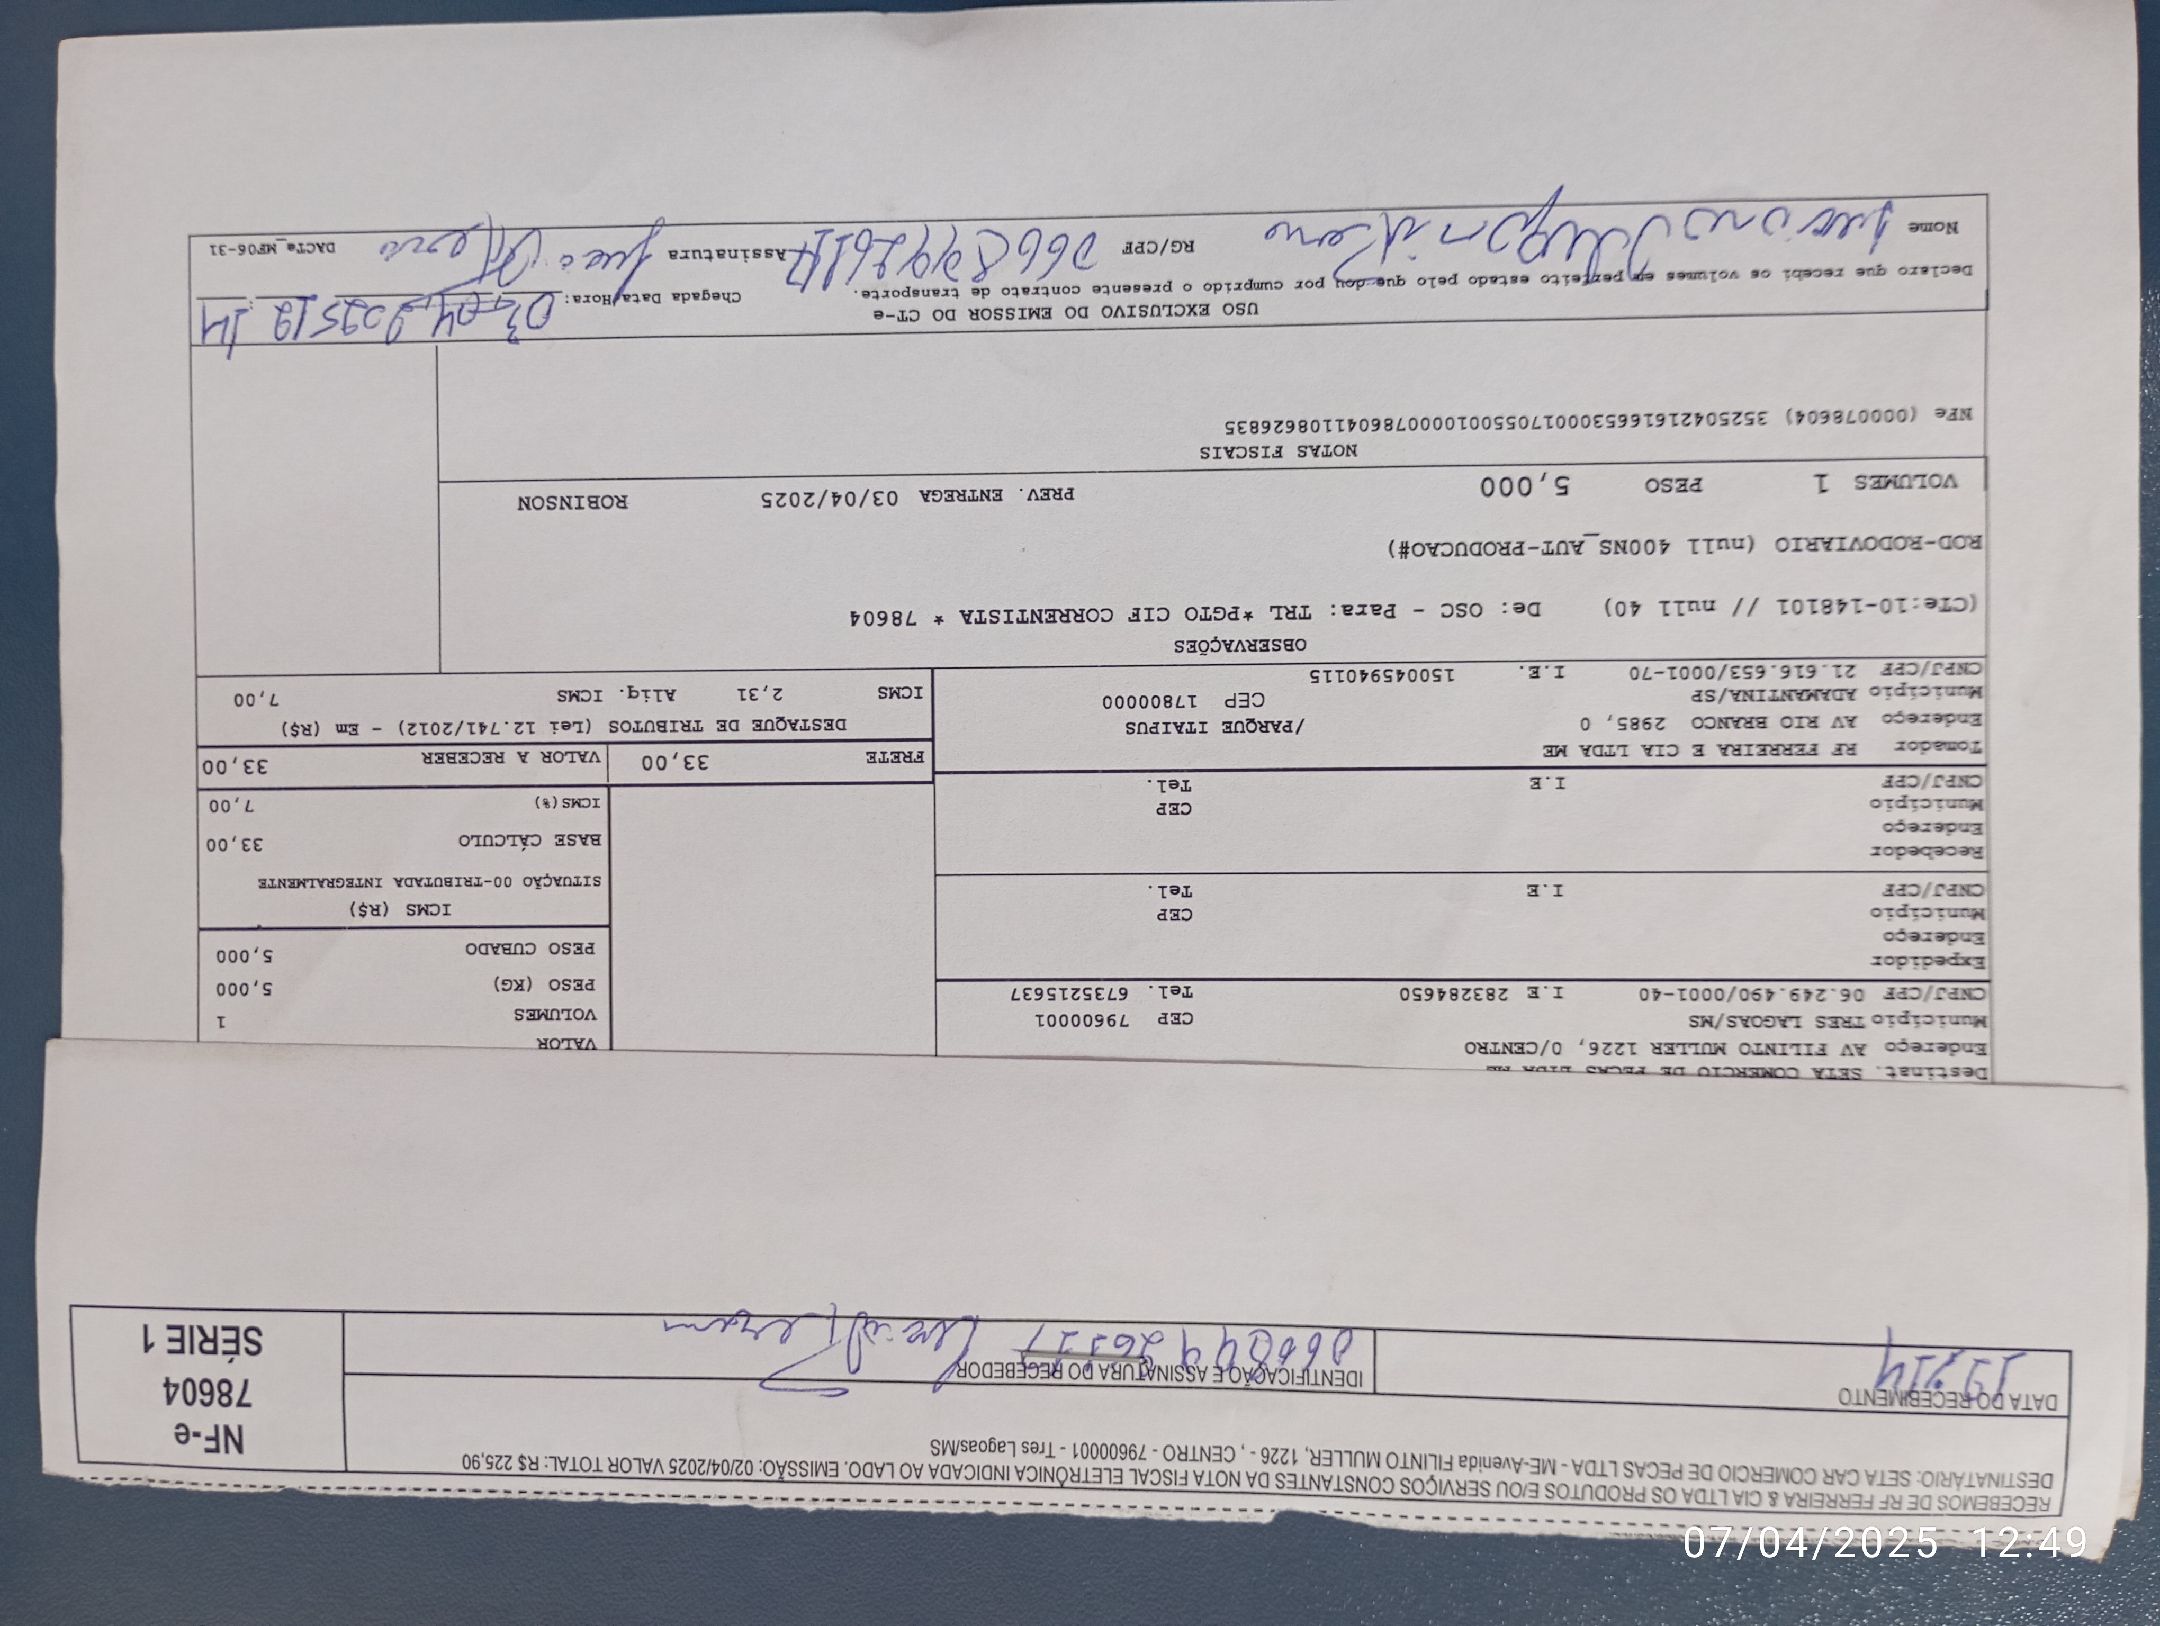 RECEBEMOS DE RF FERREIRA & CIA LTDA OS PRODUTOS E/OU SERVIÇOS CONSTANTES DA NOTA FISCAL ELETRÔNICA INDICADA AO LADO. EMISSÃO: 02/04/2025 VALOR TOTAL: R$ 225,90
DESTINATÁRIO: SETA CAR COMERCIO DE PECAS LTDA - ME-Avenida FILINTO MULLER, 1226 - , CENTRO - 79600001 - Tres Lagoas/MS
NF-e
78604
SÉRIE 1
DATA DO RECEBIMENTO
IDENTIFICAÇÃO E ASSINATURA DO RECEBEDOR
Destinat. SETA COMERCIO DE PECAS LTDA ME
Endereço AV FILINTO MULLER 1226, 0/CENTRO
Município TRES LAGOAS/MS CEP 79600001
CNPJ/CPF 06.249.490/0001-40 I.E 283284650 Tel. 6735215637
Expedidor
Endereço
Município CEP
CNPJ/CPF I.E Tel.
Recebedor
Endereço
Município CEP
CNPJ/CPF I.E Tel.
Tomador RF FERREIRA E CIA LTDA ME
Endereço AV RIO BRANCO 2985, 0 /PARQUE ITAIPUS
Município ADAMANTINA/SP CEP 17800000
CNPJ/CPF 21.616.653/0001-70 I.E. 150045940115
VALOR
VOLUMES 1
PESO (KG) 5,000
PESO CUBADO 5,000
ICMS (R$)
SITUAÇÃO 00-TRIBUTADA INTEGRALMENTE
BASE CÁLCULO 33,00
ICMS(%) 7,00
FRETE 33,00 VALOR A RECEBER 33,00
DESTAQUE DE TRIBUTOS (Lei 12.741/2012) - Em (R$)
ICMS 2,31 Aliq. ICMS 7,00
OBSERVAÇÕES
(CTe:10-148101 // null 40) De: OSC - Para: TRL *PGTO CIF CORRENTISTA * 78604
ROD-RODOVIARIO (null 400NS_AUT-PRODUCAO#)
VOLUMES 1 PESO 5,000 PREV. ENTREGA 03/04/2025 ROBINSON
NOTAS FISCAIS
NFe (000078604) 35250421616653000170550010000786041108626835
USO EXCLUSIVO DO EMISSOR DO CT-e
Declaro que recebi os volumes em perfeito estado pelo que dou por cumprido o presente contrato de transporte. Chegada Data/Hora:
Nome RG/CPF Assinatura DACTe_MF06-31
07/04/2025 12:49